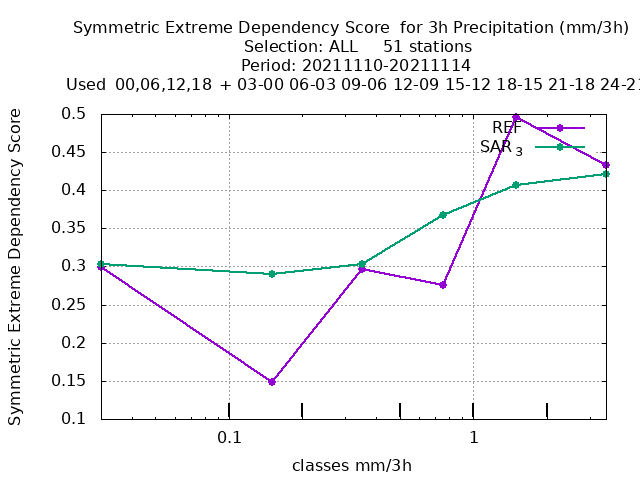 Symmetric Extreme Dependency Score for 3h Precipitation (mm/3h)
Selection: ALL 51 stations
Period: 20211110-20211114
Used 00,06,12,18 + 03-00 06-03 09-06 12-09 15-12 18-15 21-18 24-21
Symmetric Extreme Dependency Score
0.5
0.45
0.4
0.35
0.3
0.25
0.2
0.15
0.1
REF
SAR 3
0.1 1
classes mm/3h